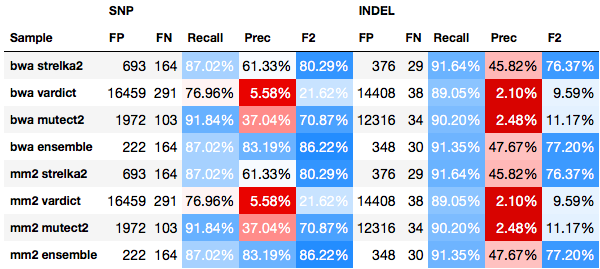 SNP INDEL
Sample FP FN Recall Prec F2 FP FN Recall Prec F2
bwa strelka2 693 164 87.02% 61.33% 80.29% 376 29 91.64% 45.82% 76.37%
bwa vardict 16459 291 76.96% 5.58% 21.62% 14408 38 89.05% 2.10% 9.59%
bwa mutect2 1972 103 91.84% 37.04% 70.87% 12316 34 90.20% 2.48% 11.17%
bwa ensemble 222 164 87.02% 83.19% 86.22% 348 30 91.35% 47.67% 77.20%
mm2 strelka2 693 164 87.02% 61.33% 80.29% 376 29 91.64% 45.82% 76.37%
mm2 vardict 16459 291 76.96% 5.58% 21.62% 14408 38 89.05% 2.10% 9.59%
mm2 mutect2 1972 103 91.84% 37.04% 70.87% 12316 34 90.20% 2.48% 11.17%
mm2 ensemble 222 164 87.02% 83.19% 86.22% 348 30 91.35% 47.67% 77.20%